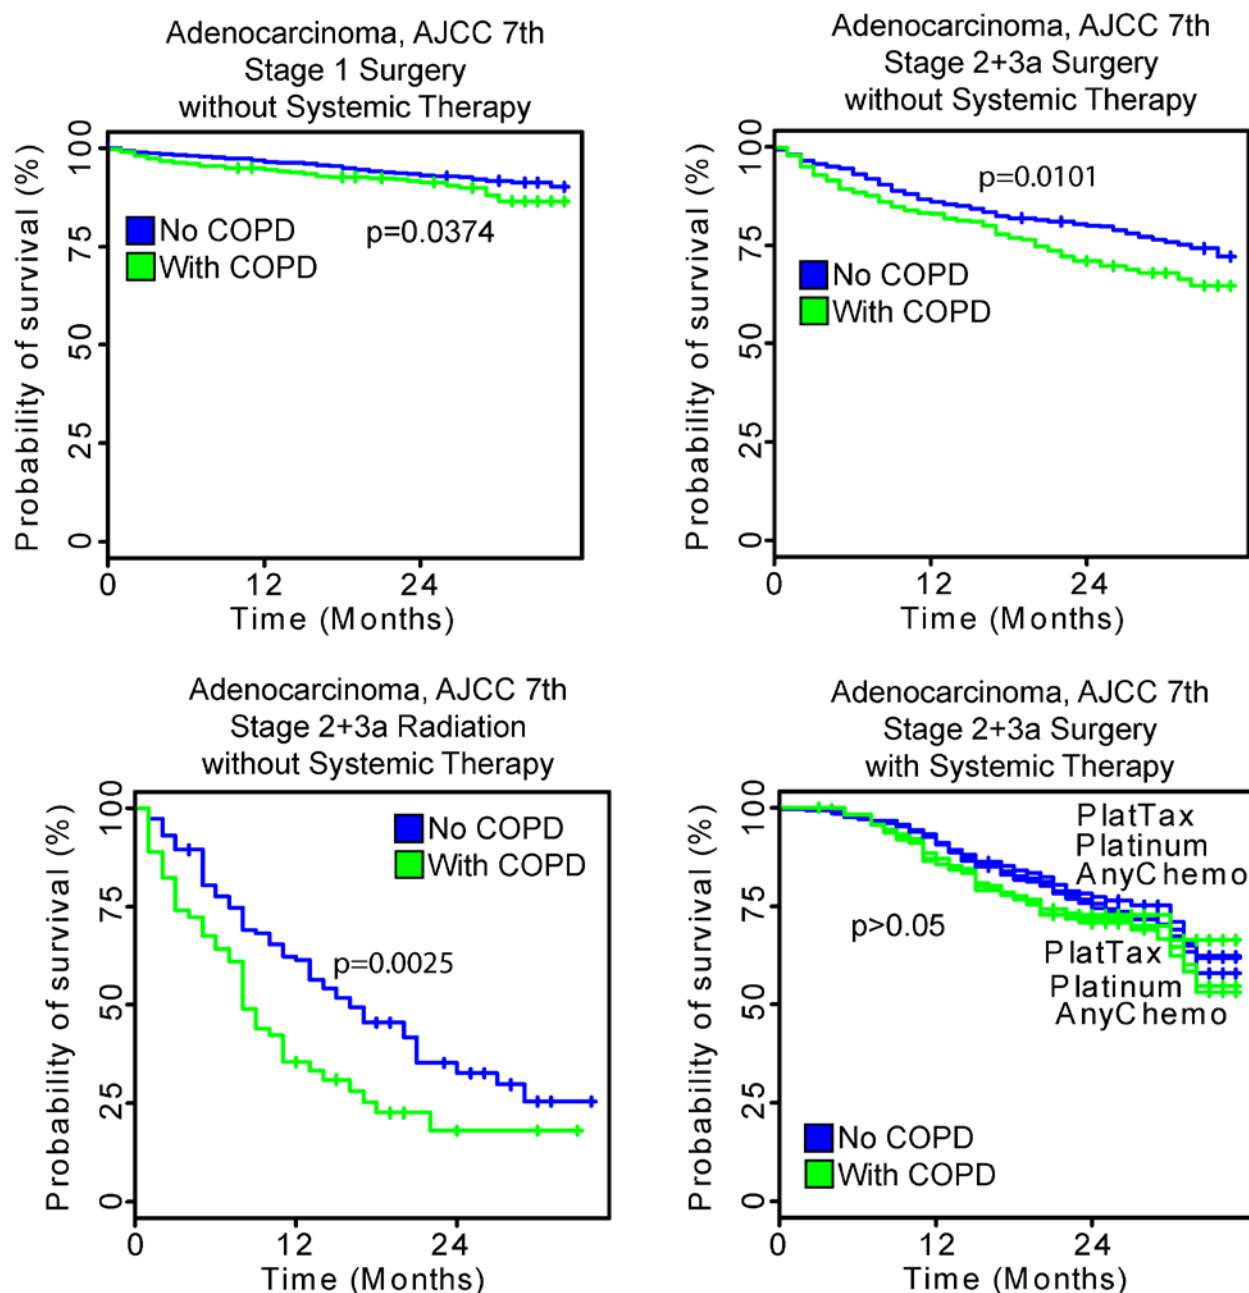 Adenocarcinoma, AJCC 7th
Stage 1 Surgery
without Systemic Therapy
Probability of survival (%)
100
75
50
25
0
No COPD
With COPD
p=0.0374
0 12 24
Time (Months)
Adenocarcinoma, AJCC 7th
Stage 2+3a Surgery
without Systemic Therapy
Probability of survival (%)
100
75
50
25
0
p=0.0101
No COPD
With COPD
0 12 24
Time (Months)
Adenocarcinoma, AJCC 7th
Stage 2+3a Radiation
without Systemic Therapy
Probability of survival (%)
100
75
50
25
0
No COPD
With COPD
p=0.0025
0 12 24
Time (Months)
Adenocarcinoma, AJCC 7th
Stage 2+3a Surgery
with Systemic Therapy
Probability of survival (%)
100
75
50
25
0
PlatTax
Platinum
AnyChemo
p>0.05
PlatTax
Platinum
AnyChemo
No COPD
With COPD
0 12 24
Time (Months)